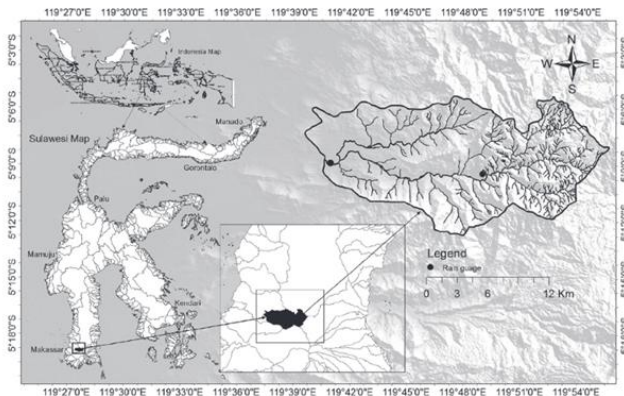 119°27'0"E 119°30'0"E 119°33'0"E 119°36'0"E 119°39'0"E 119°42'0"E 119°45'0"E 119°48'0"E 119°51'0"E 119°54'0"E
Indonesia Map
N
W E
S
5°3'0"S
5°6'0"S
5°9'0"S
5°12'0"S
5°15'0"S
5°18'0"S
Sulawesi Map
Manado
Gorontalo
Palu
Mamuju
Kendari
Makassar
Legend
Rain guage
0 3 6 12 Km
119°27'0"E 119°30'0"E 119°33'0"E 119°36'0"E 119°39'0"E 119°42'0"E 119°45'0"E 119°48'0"E 119°51'0"E 119°54'0"E